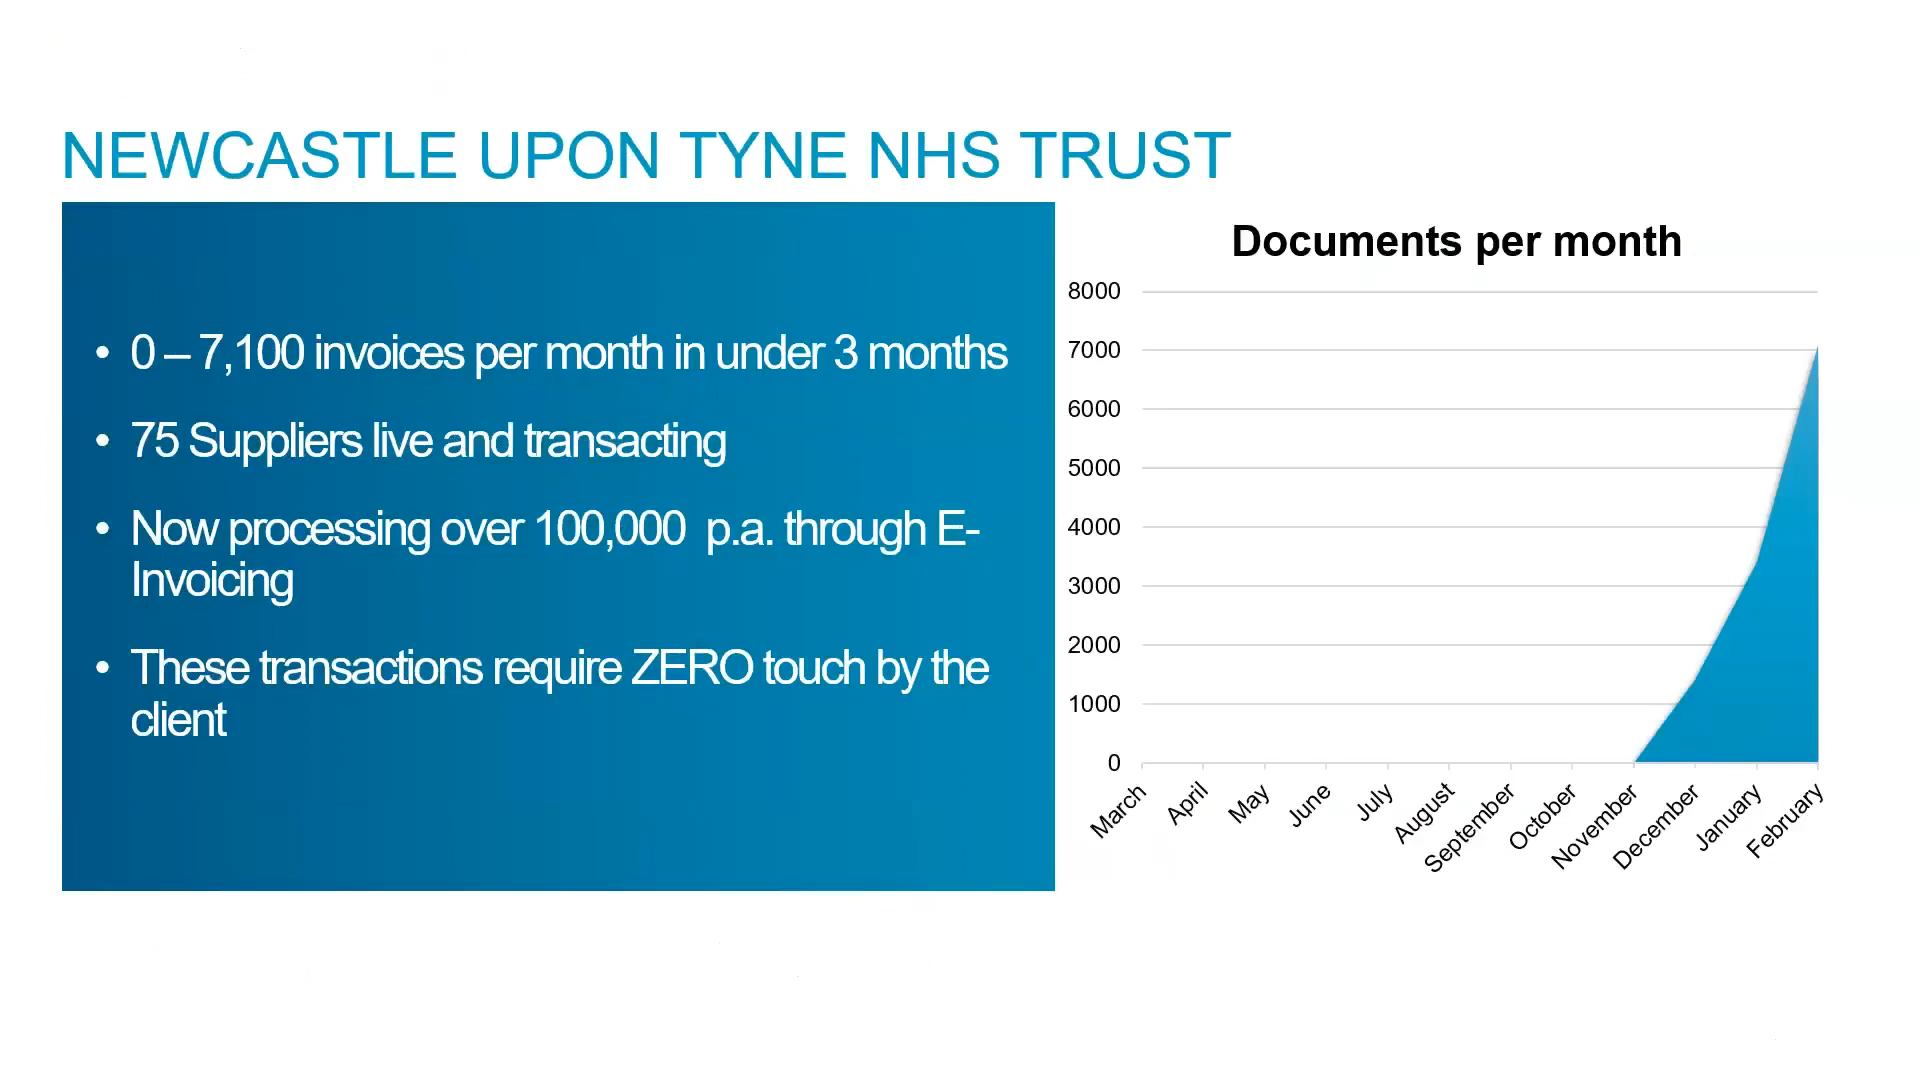 NEWCASTLE UPON TYNE NHS TRUST
• 0 – 7,100 invoices per month in under 3 months
• 75 Suppliers live and transacting
• Now processing over 100,000  p.a. through E-
Invoicing
• These transactions require ZERO touch by the
client
Documents per month
8000
7000
6000
5000
4000
3000
2000
1000
0
March
April
May
June
July
August
September
October
November
December
January
February